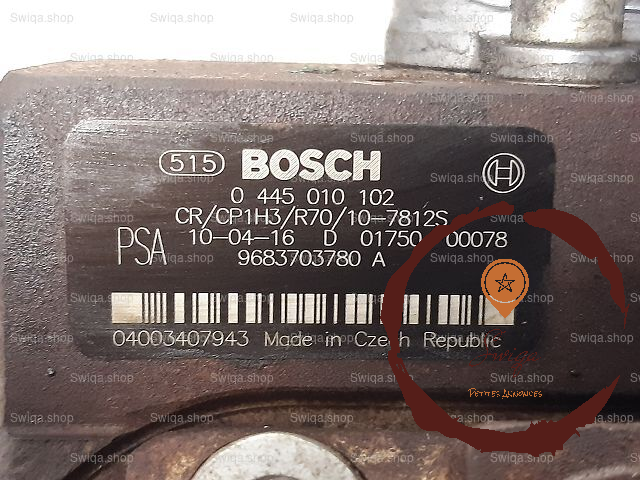 515 BOSCH
0 445 010 102
CR/CP1H3/R70/10-7812S
PSA 10-04-16 D 01750 00078
9683703780 A
04003407943 Made in Czech Republic
Swiqa.shop
Petites Annonces